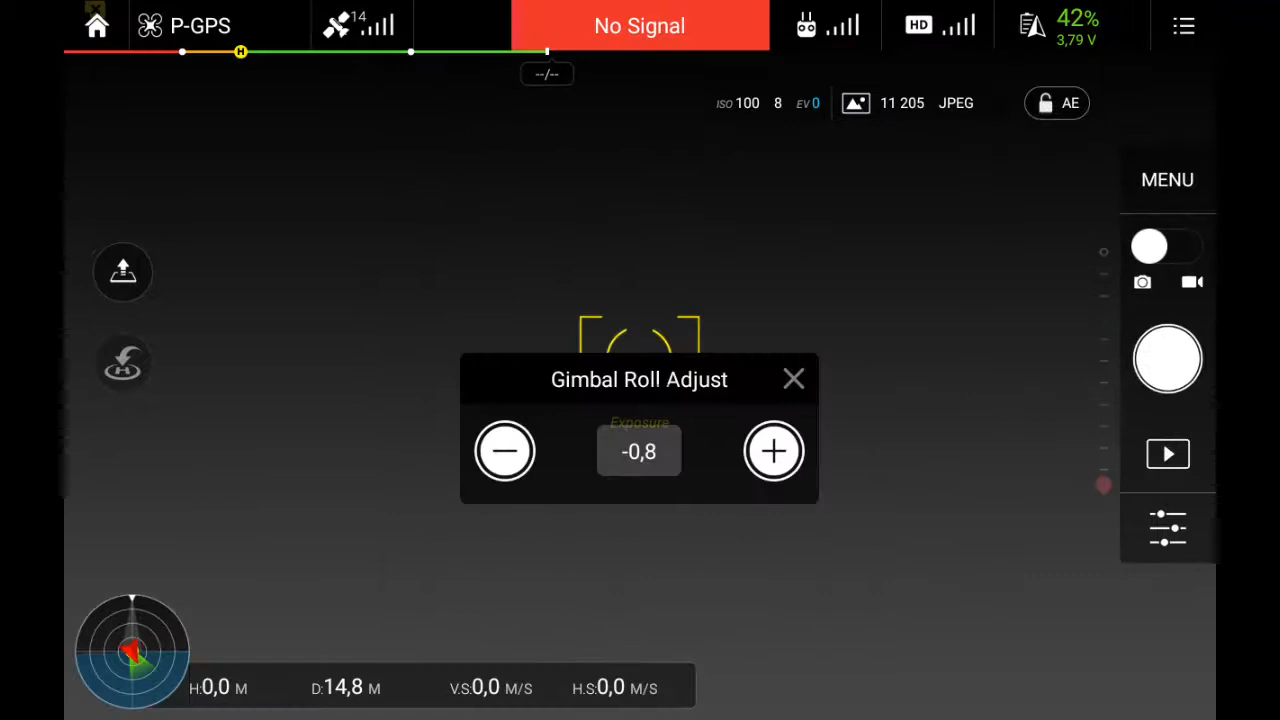 P-GPS
14
No Signal
HD
42%
3,79 V
--/--
ISO 100 8 EV 0
11 205 JPEG
AE
MENU
Gimbal Roll Adjust
Exposure
-0,8
H
H
H:0,0 M D:14,8 M V.S:0,0 M/S H.S:0,0 M/S